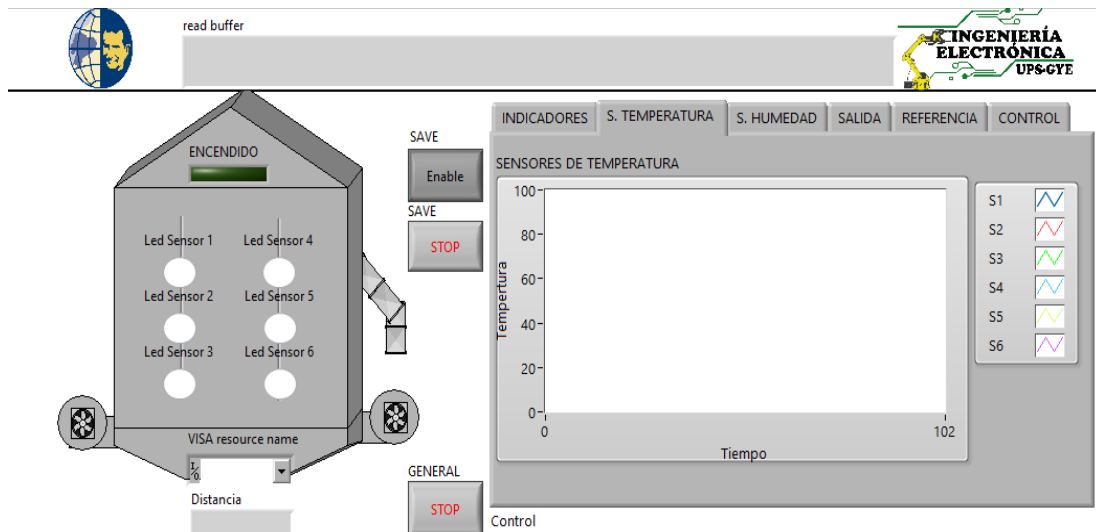 read buffer
INGENIERÍA
ELECTRÓNICA
UPS-GYE
ENCENDIDO
Led Sensor 1
Led Sensor 4
Led Sensor 2
Led Sensor 5
Led Sensor 3
Led Sensor 6
VISA resource name
I/O
Distancia
SAVE
Enable
SAVE
STOP
GENERAL
STOP
INDICADORES
S. TEMPERATURA
S. HUMEDAD
SALIDA
REFERENCIA
CONTROL
SENSORES DE TEMPERATURA
100
80
60
40
20
0
Tempertura
0
102
Tiempo
S1
S2
S3
S4
S5
S6
Control